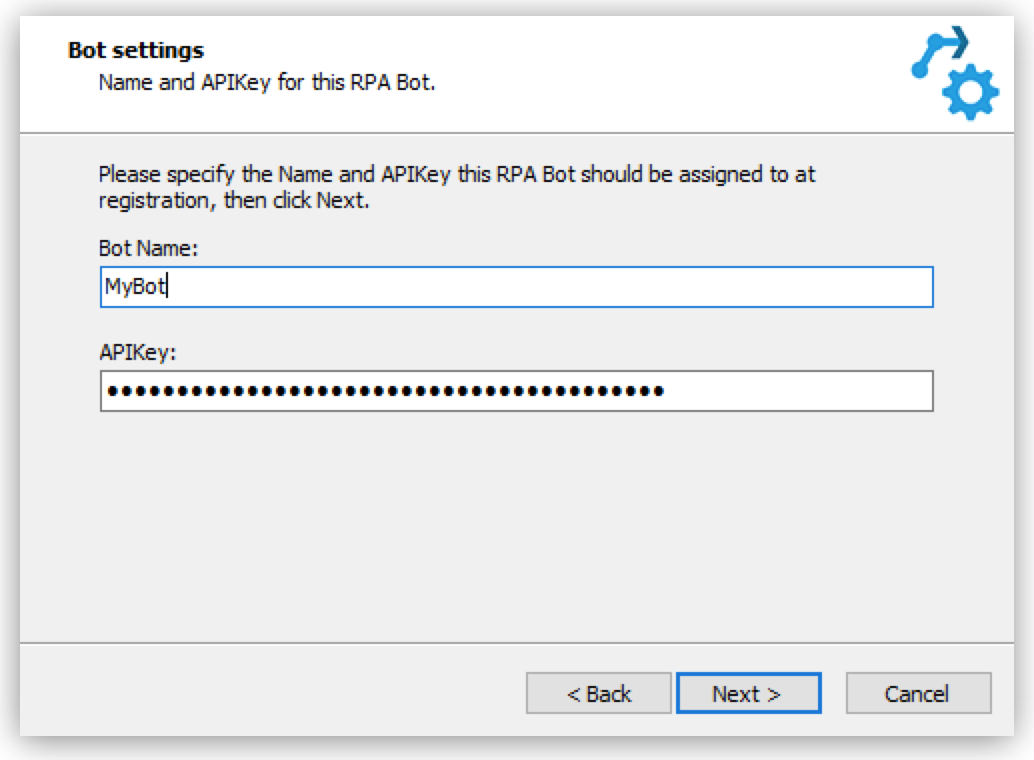 Bot settings
Name and APIKey for this RPA Bot.
Please specify the Name and APIKey this RPA Bot should be assigned to at
registration, then click Next.
Bot Name:
MyBot
APIKey:
●●●●●●●●●●●●●●●●●●●●●●●●●●●●●●●●●●●●●●●●
< Back Next > Cancel